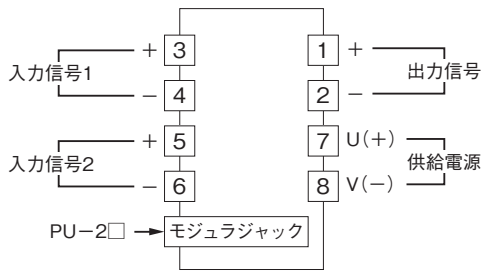 + 3 1 +
入力信号1 出力信号
− 4 2 −
+ 5 7 U(+)
入力信号2 供給電源
− 6 8 V(−)
PU−2□ モジュラジャック